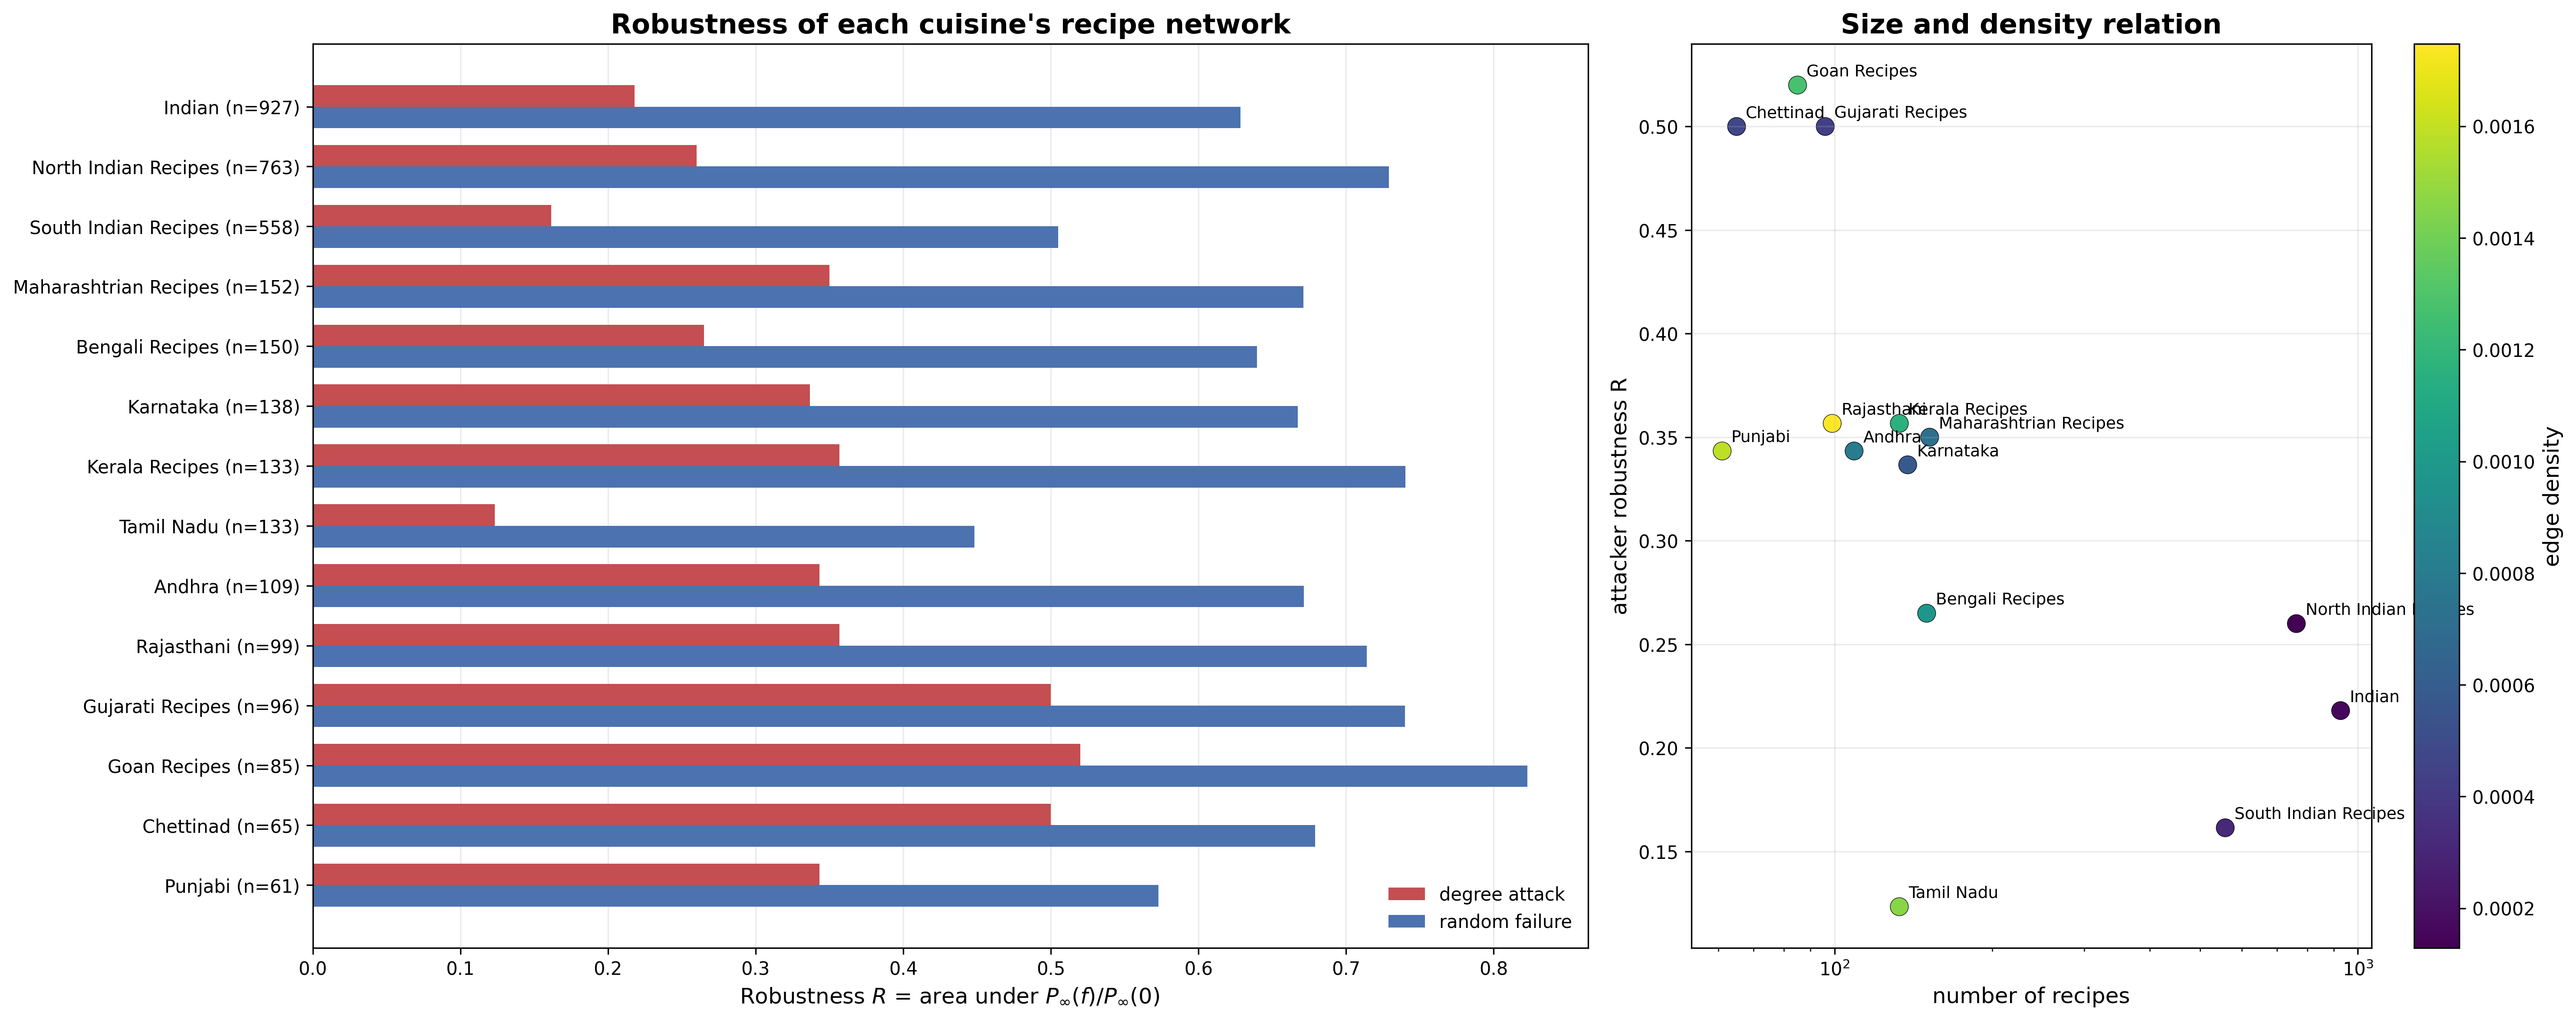 Robustness of each cuisine's recipe network
Indian (n=927)
North Indian Recipes (n=763)
South Indian Recipes (n=558)
Maharashtrian Recipes (n=152)
Bengali Recipes (n=150)
Karnataka (n=138)
Kerala Recipes (n=133)
Tamil Nadu (n=133)
Andhra (n=109)
Rajasthani (n=99)
Gujarati Recipes (n=96)
Goan Recipes (n=85)
Chettinad (n=65)
Punjabi (n=61)
degree attack
random failure
0.0 0.1 0.2 0.3 0.4 0.5 0.6 0.7 0.8
Robustness R = area under P∞(f)/P∞(0)
Size and density relation
attacker robustness R
0.50
0.45
0.40
0.35
0.30
0.25
0.20
0.15
Goan Recipes
Chettinad
Gujarati Recipes
Rajasthani
Kerala Recipes
Maharashtrian Recipes
Punjabi
Andhra
Karnataka
Bengali Recipes
North Indian
Indian
South Indian Recipes
Tamil Nadu
10²
10³
number of recipes
0.0016
0.0014
0.0012
0.0010
0.0008
0.0006
0.0004
0.0002
edge density